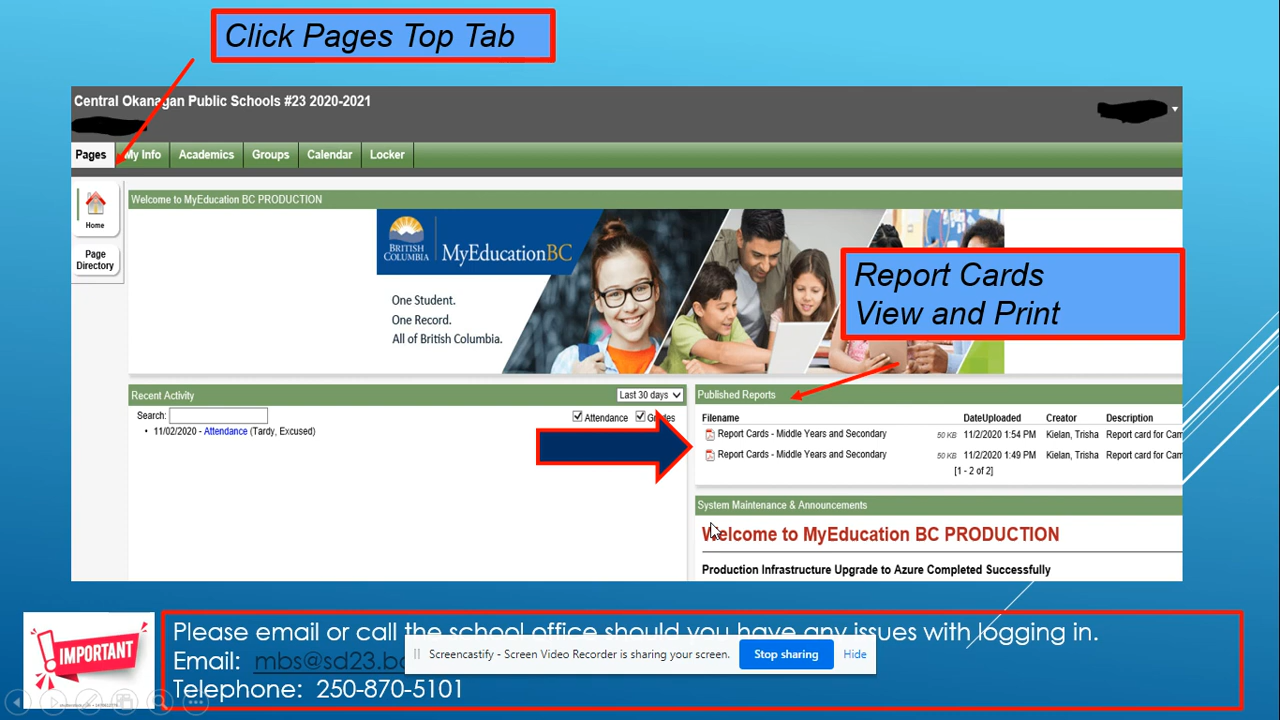 Click Pages Top Tab
Central Okanagan Public Schools #23 2020-2021
Pages My Info Academics Groups Calendar Locker
Home
Page
Directory
Welcome to MyEducation BC PRODUCTION
BRITISH
COLUMBIA
MyEducationBC
One Student.
One Record.
All of British Columbia.
Report Cards
View and Print
Recent Activity Last 30 days
Search: Attendance Grades
11/02/2020 - Attendance (Tardy, Excused)
Published Reports
Filename DateUploaded Creator Description
Report Cards - Middle Years and Secondary 50 KB 11/2/2020 1:54 PM Kielan, Trisha Report card for Cam
Report Cards - Middle Years and Secondary 50 KB 11/2/2020 1:49 PM Kielan, Trisha Report card for Cam
[1 - 2 of 2]
System Maintenance & Announcements
Welcome to MyEducation BC PRODUCTION
Production Infrastructure Upgrade to Azure Completed Successfully
IMPORTANT
Please email or call the school office should you have any issues with logging in.
Email: mbs@sd23.bc
Telephone: 250-870-5101
Screencastify - Screen Video Recorder is sharing your screen. Stop sharing Hide